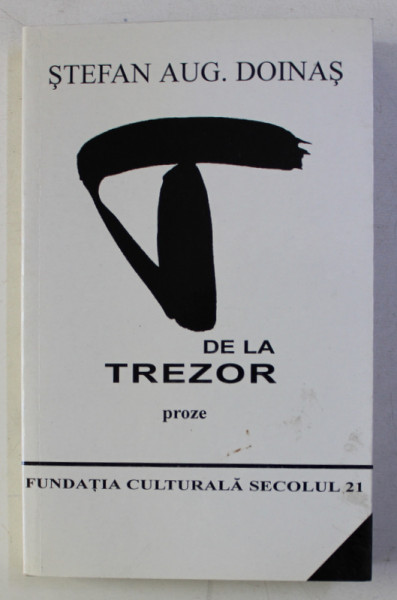 ŞTEFAN AUG. DOINAŞ
T
DE LA
TREZOR
proze
FUNDAŢIA CULTURALĂ SECOLUL 21